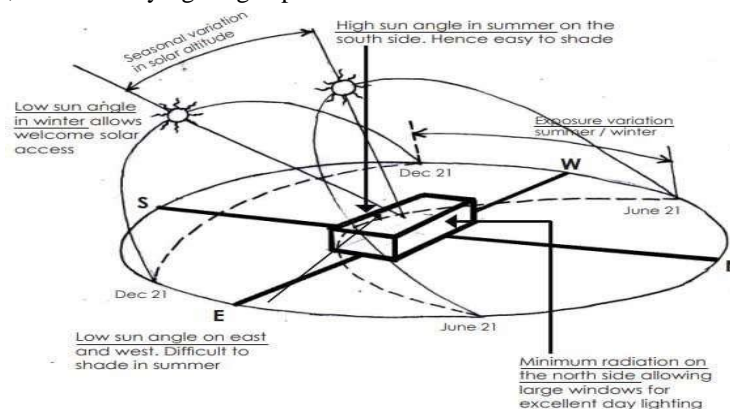 High sun angle in summer on the
south side. Hence easy to shade
Seasonal variation
in solar altitude
Low sun angle
in winter allows
welcome solar
access
Exposure variation
summer / winter
Dec 21
W
S
June 21
Dec 21
E
June 21
Low sun angle on east
and west. Difficult to
shade in summer
Minimum radiation on
the north side allowing
large windows for
excellent day lighting